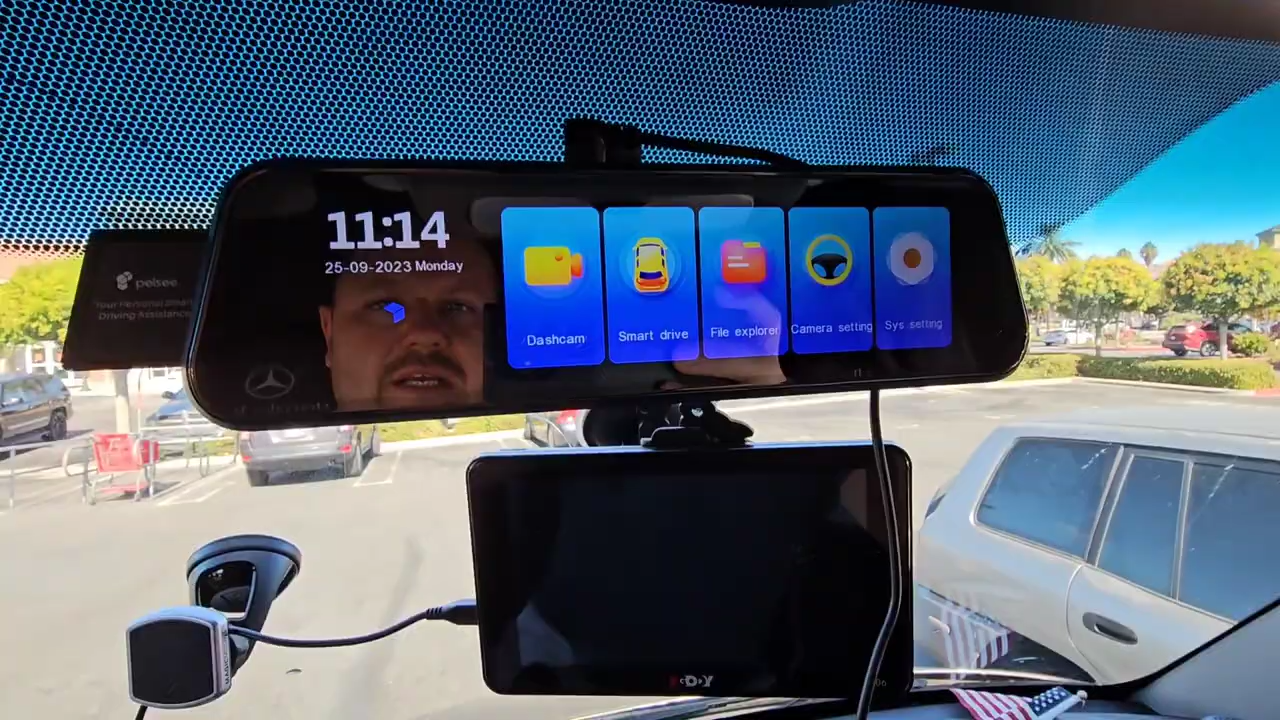 11:14
25-09-2023 Monday
Dashcam
Smart drive
File explorer
Camera setting
Sys setting
pelsee
Your Personal Smart
Driving Assistance